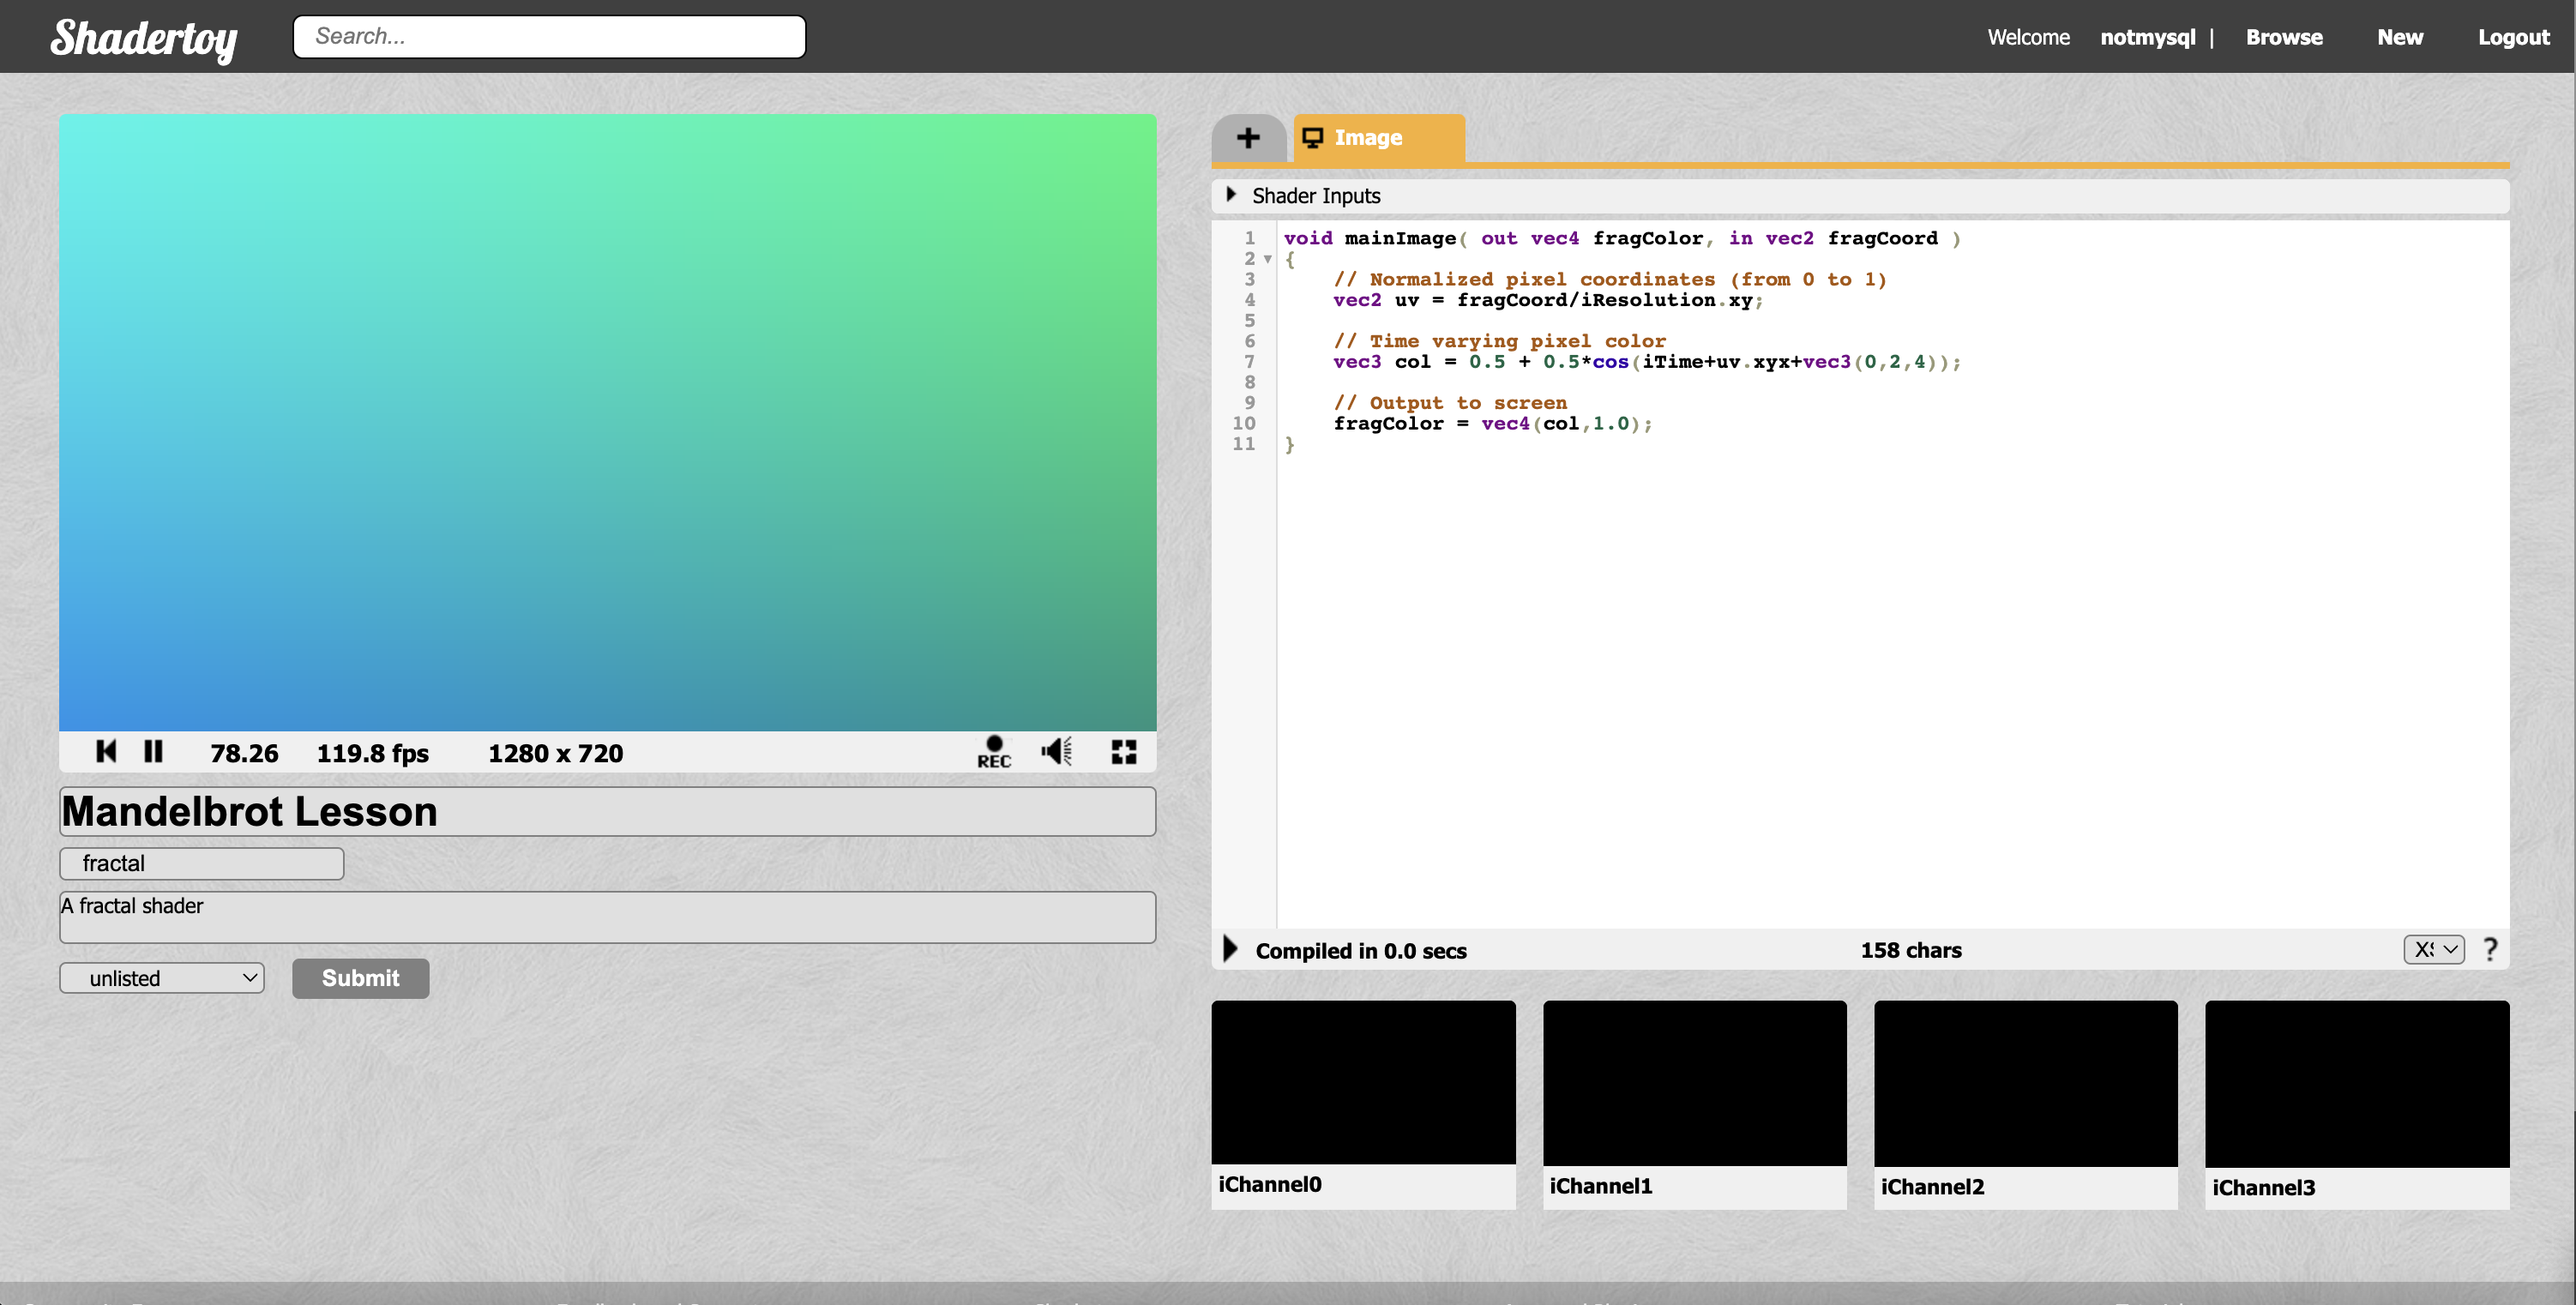 Shadertoy
Search...
Welcome notmysql | Browse New Logout
Image
Shader Inputs
1 void mainImage( out vec4 fragColor, in vec2 fragCoord )
2 {
3 // Normalized pixel coordinates (from 0 to 1)
4 vec2 uv = fragCoord/iResolution.xy;
5
6 // Time varying pixel color
7 vec3 col = 0.5 + 0.5*cos(iTime+uv.xyx+vec3(0,2,4));
8
9 // Output to screen
10 fragColor = vec4(col,1.0);
11 }
78.26 119.8 fps 1280 x 720 REC
Mandelbrot Lesson
fractal
A fractal shader
unlisted Submit
Compiled in 0.0 secs 158 chars ?
iChannel0 iChannel1 iChannel2 iChannel3